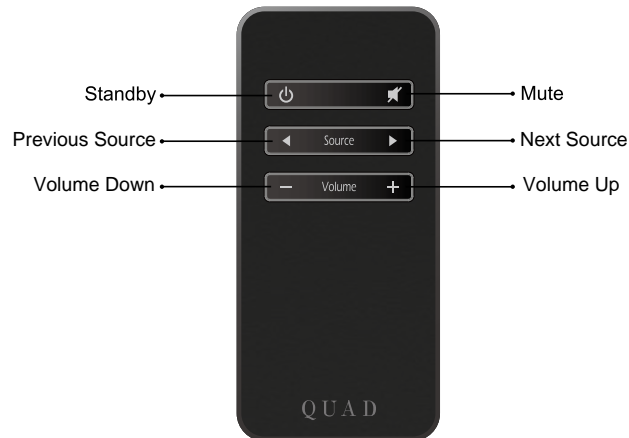 Standby
Mute
Previous Source
Source
Next Source
Volume Down
Volume
Volume Up
QUAD